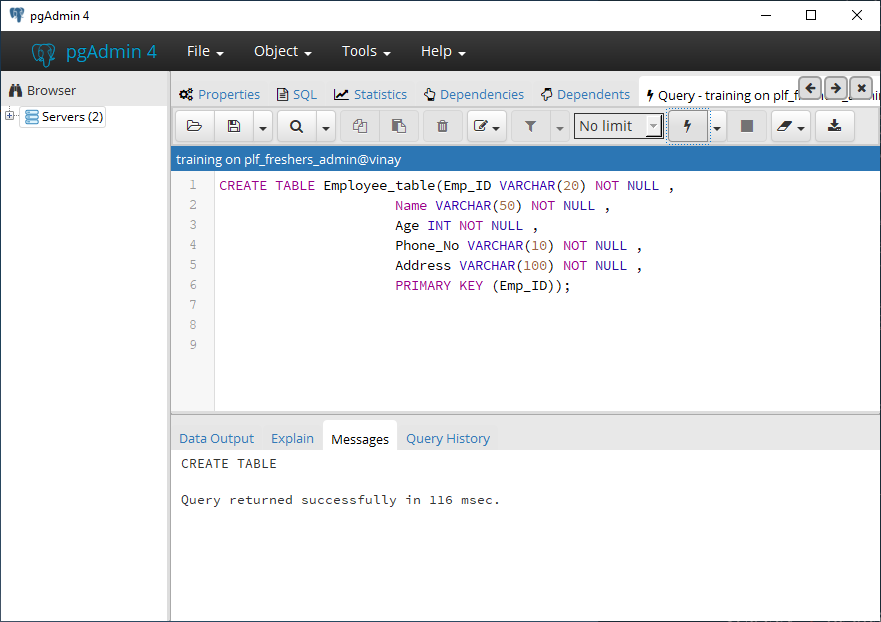 pgAdmin 4
pgAdmin 4 File Object Tools Help
Browser
Servers (2)
Properties SQL Statistics Dependencies Dependents Query - training on plf_freshers_
No limit
training on plf_freshers_admin@vinay
1 CREATE TABLE Employee_table(Emp_ID VARCHAR(20) NOT NULL ,
2 Name VARCHAR(50) NOT NULL ,
3 Age INT NOT NULL ,
4 Phone_No VARCHAR(10) NOT NULL ,
5 Address VARCHAR(100) NOT NULL ,
6 PRIMARY KEY (Emp_ID));
7
8
9
Data Output Explain Messages Query History
CREATE TABLE
Query returned successfully in 116 msec.